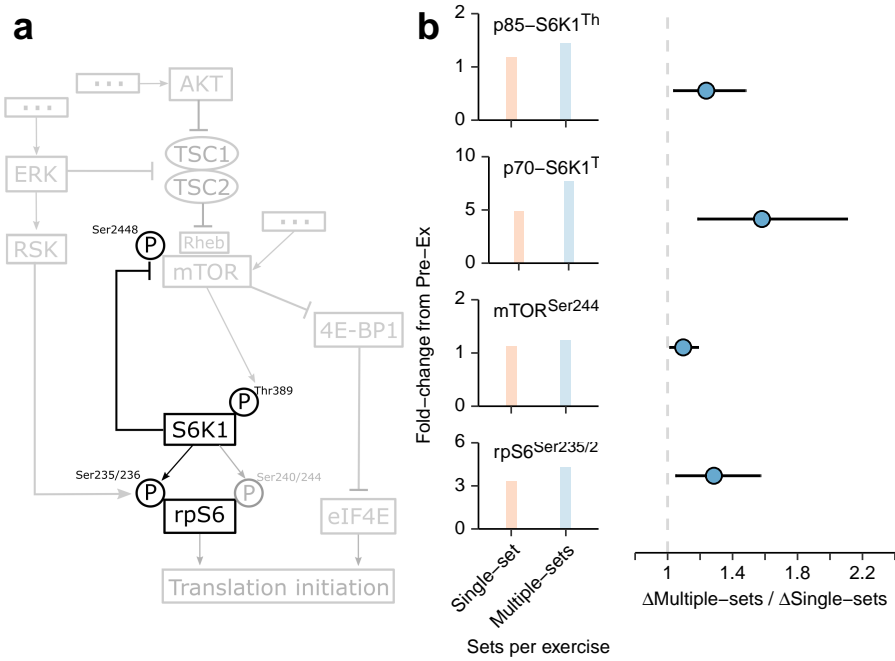 a
AKT
TSC1
TSC2
ERK
Ser2448
P
Rheb
RSK
mTOR
4E-BP1
Thr389
P
S6K1
Ser235/236
P
Ser240/244
P
rpS6
eIF4E
Translation initiation
b
Fold−change from Pre−Ex
p85−S6K1Th
2
1
0
p70−S6K1T
10
5
0
mTORSer244
2
1
0
rpS6Ser235/2
6
3
0
Single−set
Multiple−sets
Sets per exercise
1 1.4 1.8 2.2
ΔMultiple−sets / ΔSingle−sets